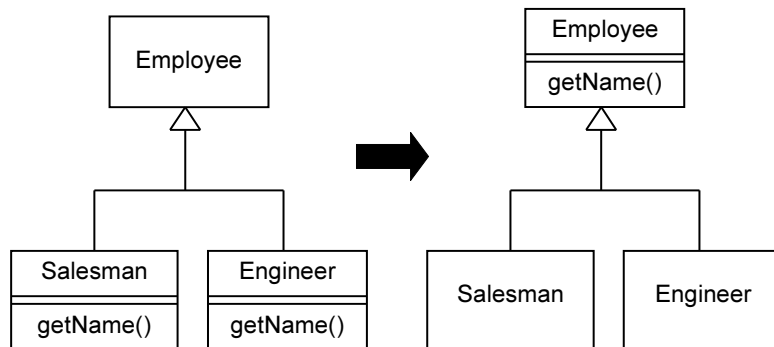 Employee
Salesman
getName()
Engineer
getName()
Employee
getName()
Salesman
Engineer